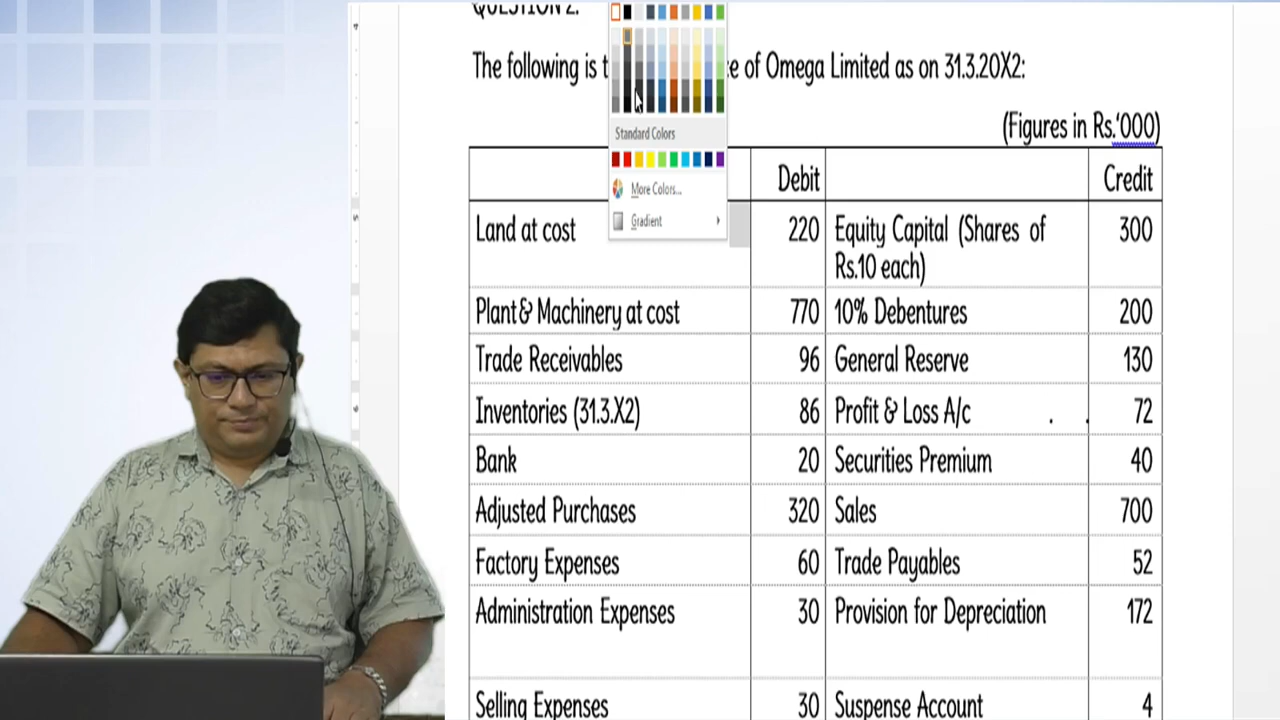 QUESTION 2.
The following is t
ce of Omega Limited as on 31.3.20X2:
(Figures in Rs.'000)
Standard Colors
More Colors...
Gradient
Debit Credit
Land at cost 220 Equity Capital (Shares of 300
Rs.10 each)
Plant & Machinery at cost 770 10% Debentures 200
Trade Receivables 96 General Reserve 130
Inventories (31.3.X2) 86 Profit & Loss A/c . . 72
Bank 20 Securities Premium 40
Adjusted Purchases 320 Sales 700
Factory Expenses 60 Trade Payables 52
Administration Expenses 30 Provision for Depreciation 172
Selling Expenses 30 Suspense Account 4